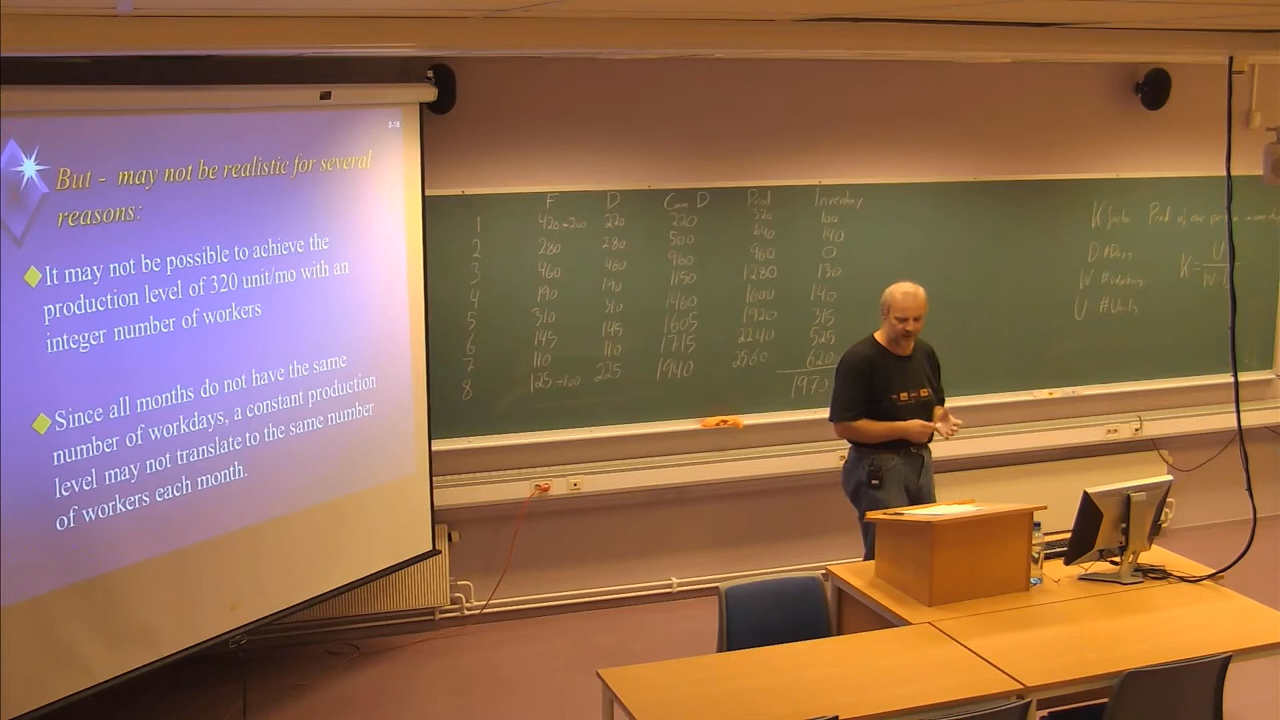 3-18
But - may not be realistic for several
reasons:
It may not be possible to achieve the
production level of 320 unit/mo with an
integer number of workers
Since all months do not have the same
number of workdays, a constant production
level may not translate to the same number
of workers each month.
F D Cum D Prod Inventory
1 420-200 220 220 320 100
2 280 280 500 640 140
3 460 460 960 960 0
4 190 190 1150 1280 130
5 310 310 1460 1600 140
6 145 145 1605 1920 315
7 110 110 1715 2240 525
8 125+100 225 1940 2560 620
1970
K factor Prod of one
D #Days
W #Workers
U #Units
K = U
W